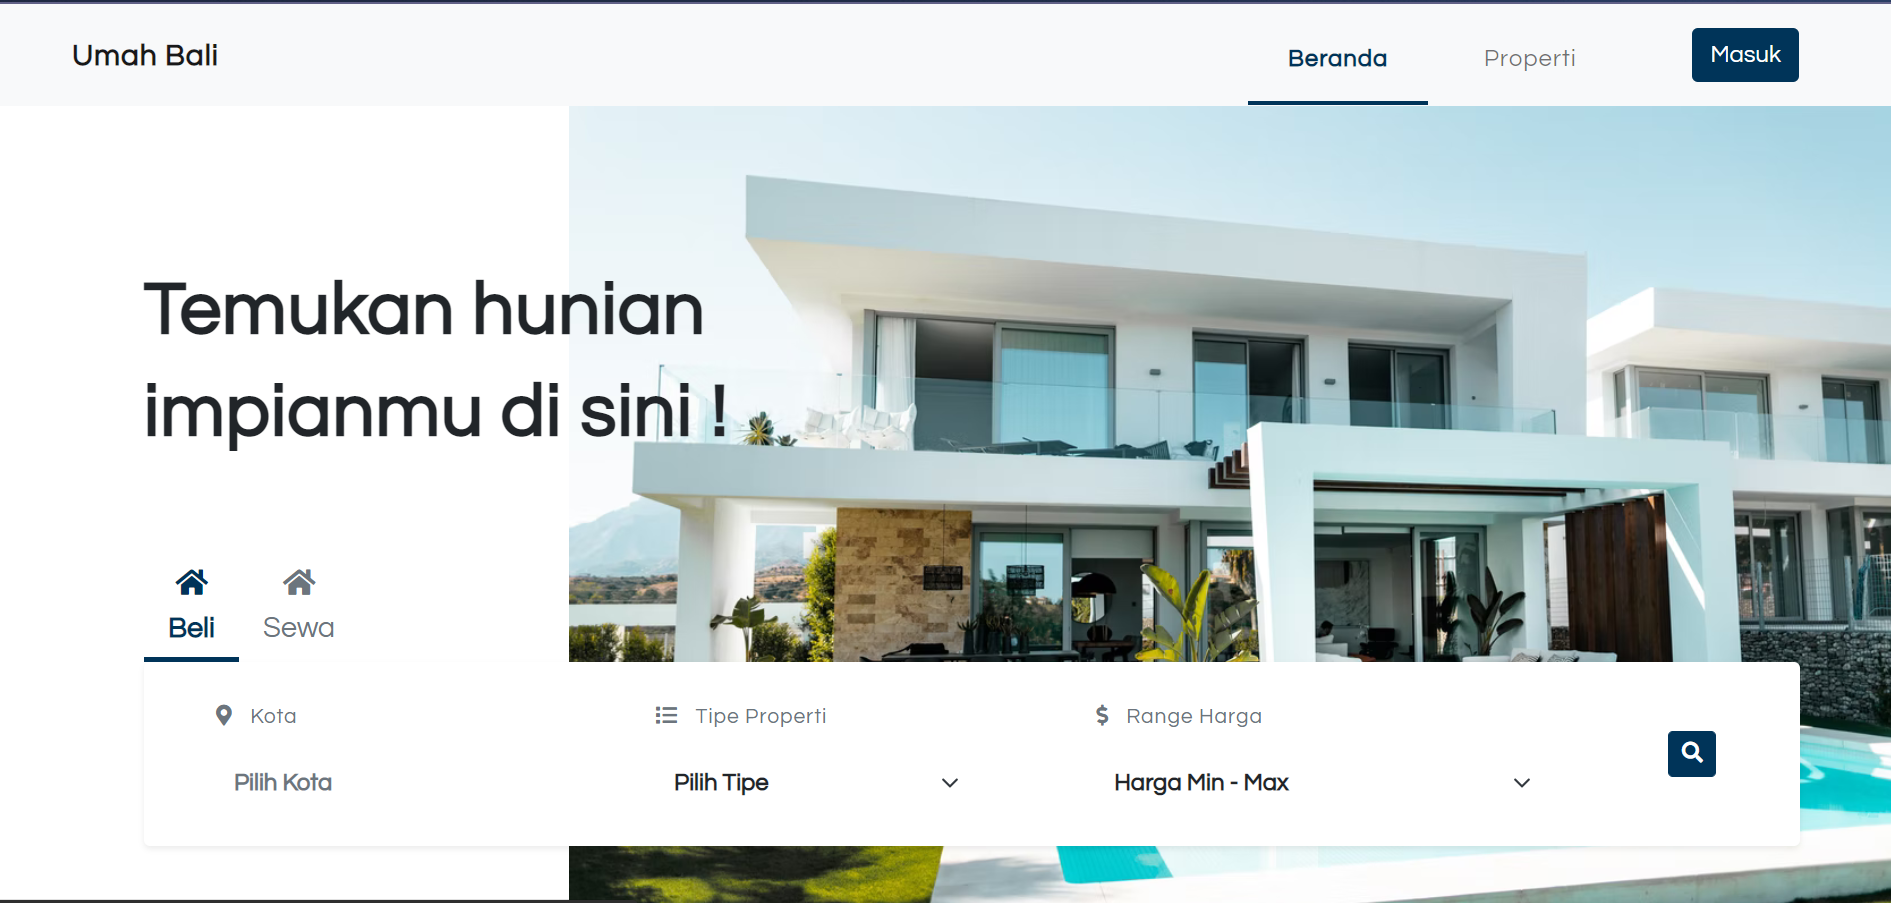 Umah Bali
Beranda
Properti
Masuk
Temukan hunian
impianmu di sini !
Beli
Sewa
Kota
Tipe Properti
Range Harga
Pilih Kota
Pilih Tipe
Harga Min - Max